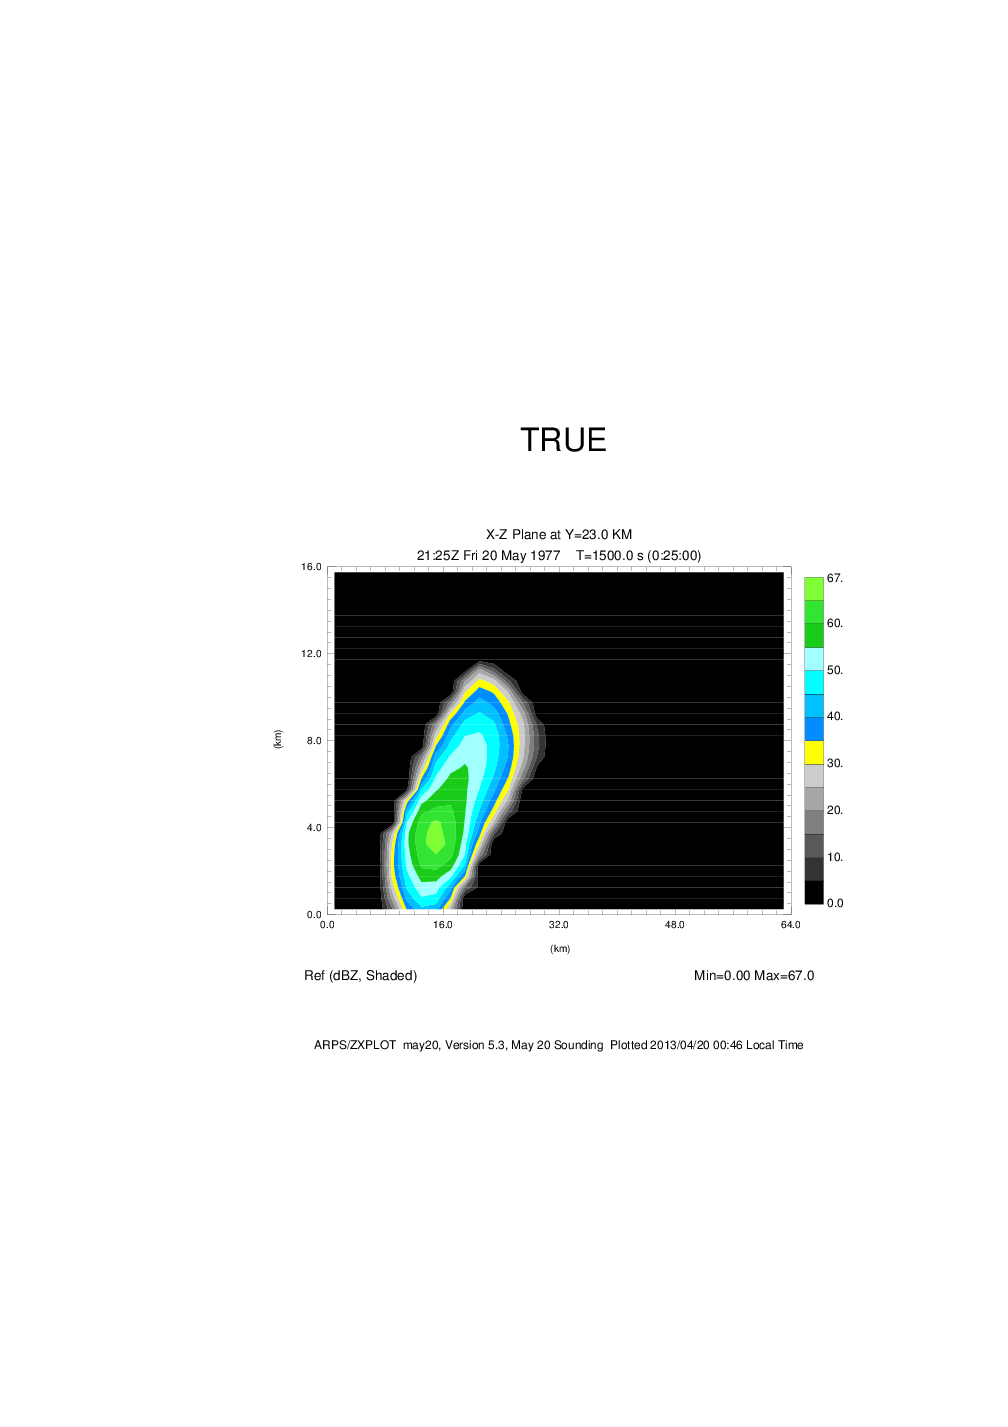 TRUE
X-Z Plane at Y=23.0 KM
21:25Z Fri 20 May 1977 T=1500.0 s (0:25:00)
16.0
12.0
8.0
4.0
0.0
(km)
0.0 16.0 32.0 48.0 64.0
(km)
67.
60.
50.
40.
30.
20.
10.
0.0
Ref (dBZ, Shaded) Min=0.00 Max=67.0
ARPS/ZXPLOT may20, Version 5.3, May 20 Sounding Plotted 2013/04/20 00:46 Local Time